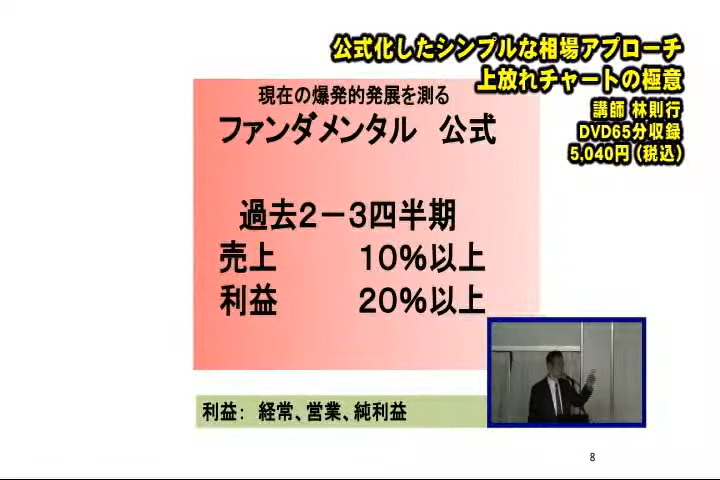 公式化したシンプルな相場アプローチ
上放れチャートの極意
講師 林則行
DVD65分収録
5,040円（税込）
現在の爆発的発展を測る
ファンダメンタル　公式
過去２－３四半期
売上　　　１０％以上
利益　　　２０％以上
利益：　経常、営業、純利益
8